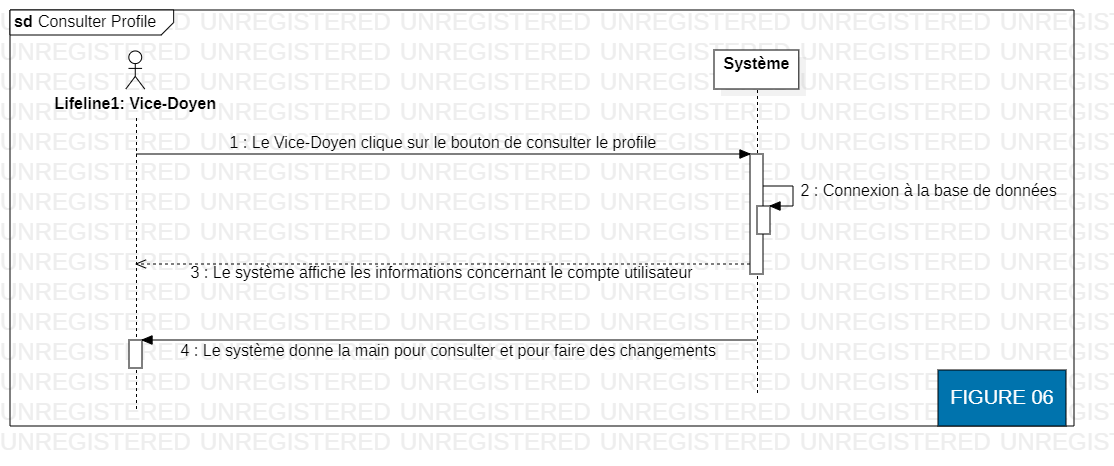 sd Consulter Profile
Lifeline1: Vice-Doyen
Système
1 : Le Vice-Doyen clique sur le bouton de consulter le profile
2 : Connexion à la base de données
3 : Le système affiche les informations concernant le compte utilisateur
4 : Le système donne la main pour consulter et pour faire des changements
FIGURE 06
UNREGISTERED